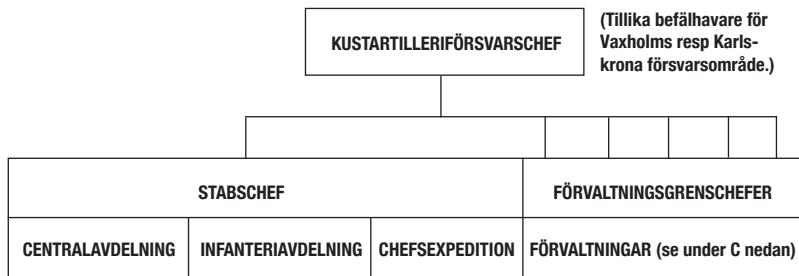 KUSTARTILLERIFÖRSVARSCHEF
(Tillika befälhavare för
Vaxholms resp Karls-
krona försvarsområde.)
STABSCHEF
FÖRVALTNINGSGRENSCHEFER
CENTRALAVDELNING
INFANTERIAVDELNING
CHEFSEXPEDITION
FÖRVALTNINGAR (se under C nedan)